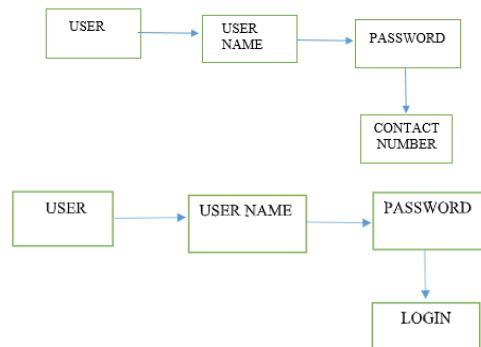 USER
USER
NAME
PASSWORD
CONTACT
NUMBER
USER
USER NAME
PASSWORD
LOGIN